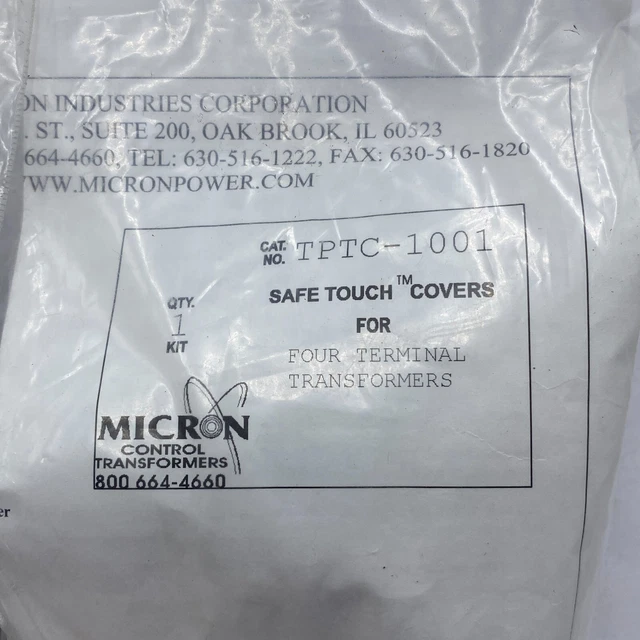 ON INDUSTRIES CORPORATION
ST., SUITE 200, OAK BROOK, IL 60523
664-4660, TEL: 630-516-1222, FAX: 630-516-1820
WWW.MICRONPOWER.COM
CAT. NO. TPTC-1001
QTY. 1 KIT
SAFE TOUCH™ COVERS
FOR
FOUR TERMINAL
TRANSFORMERS
MICRON
CONTROL
TRANSFORMERS
800 664-4660
er